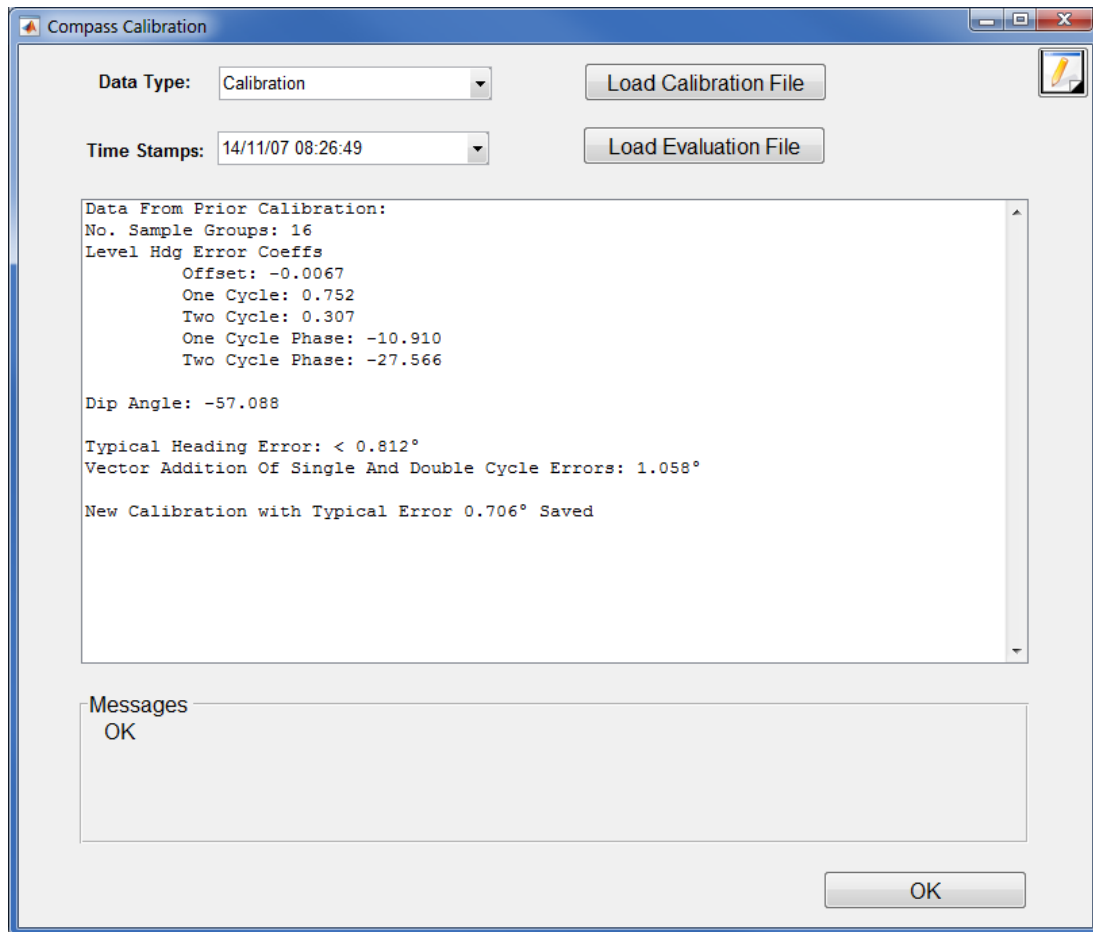 Compass Calibration
Data Type:
Calibration
Load Calibration File
Time Stamps:
14/11/07 08:26:49
Load Evaluation File
Data From Prior Calibration:
No. Sample Groups: 16
Level Hdg Error Coeffs
Offset: -0.0067
One Cycle: 0.752
Two Cycle: 0.307
One Cycle Phase: -10.910
Two Cycle Phase: -27.566
Dip Angle: -57.088
Typical Heading Error: < 0.812°
Vector Addition Of Single And Double Cycle Errors: 1.058°
New Calibration with Typical Error 0.706° Saved
Messages
OK
OK